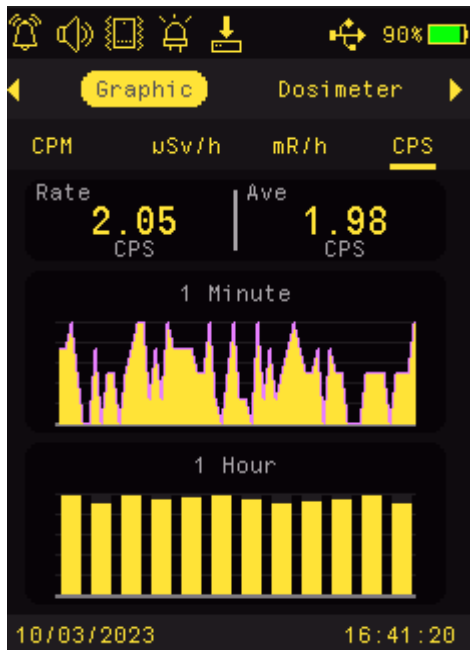 90%
Graphic Dosimeter
CPM µSv/h mR/h CPS
Rate Ave
2.05 1.98
CPS CPS
1 Minute
1 Hour
10/03/2023 16:41:20